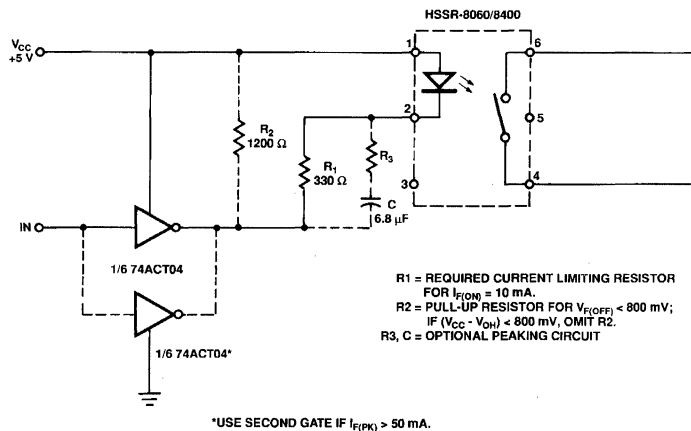 HSSR-8060/8400
VCC
+5 V
1
6
2
5
3
4
R2
1200 Ω
R1
330 Ω
R3
C
6.8 μF
IN
1/6 74ACT04
1/6 74ACT04*
R1 = REQUIRED CURRENT LIMITING RESISTOR
FOR IF(ON) = 10 mA.
R2 = PULL-UP RESISTOR FOR VF(OFF) < 800 mV;
IF (VCC - VOH) < 800 mV, OMIT R2.
R3, C = OPTIONAL PEAKING CIRCUIT
*USE SECOND GATE IF IF(PK) > 50 mA.